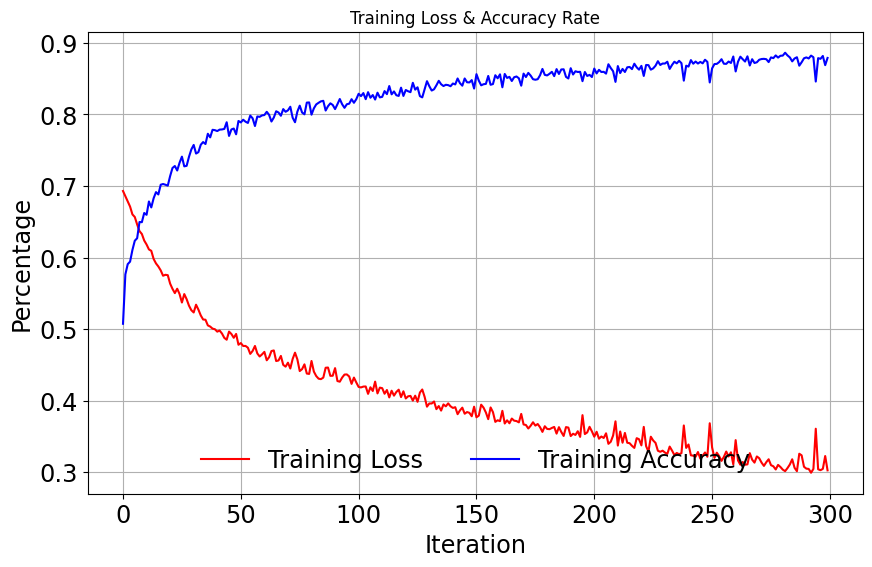 Training Loss & Accuracy Rate
0.9
0.8
0.7
0.6
0.5
0.4
0.3
Percentage
Training Loss Training Accuracy
0 50 100 150 200 250 300
Iteration